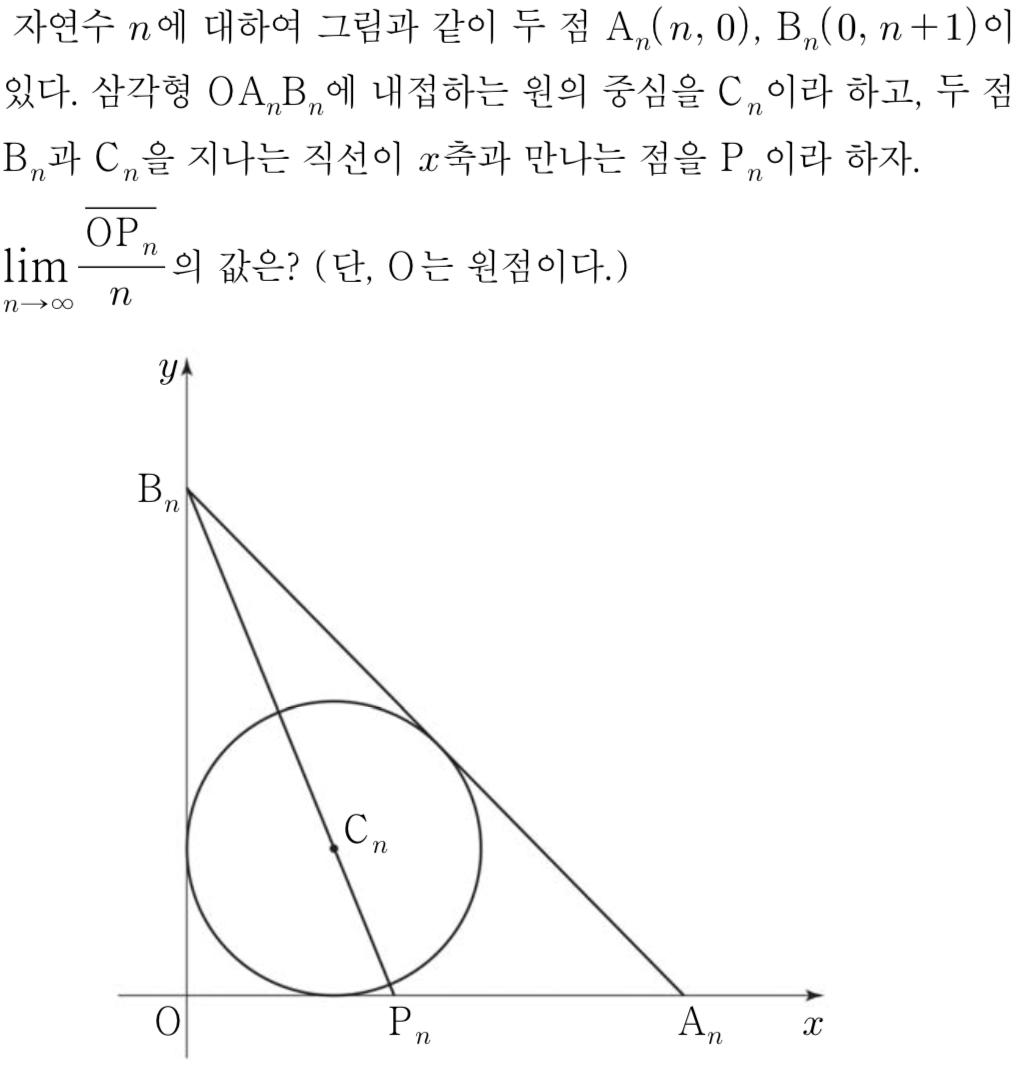 자연수 n에 대하여 그림과 같이 두 점 Aₙ(n, 0), Bₙ(0, n+1)이
있다. 삼각형 OAₙBₙ에 내접하는 원의 중심을 Cₙ이라 하고, 두 점
Bₙ과 Cₙ을 지나는 직선이 x축과 만나는 점을 Pₙ이라 하자.
lim_{n→∞} \frac{\overline{OPₙ}}{n}의 값은? (단, O는 원점이다.)
y
Bₙ
Cₙ
O
Pₙ
Aₙ
x